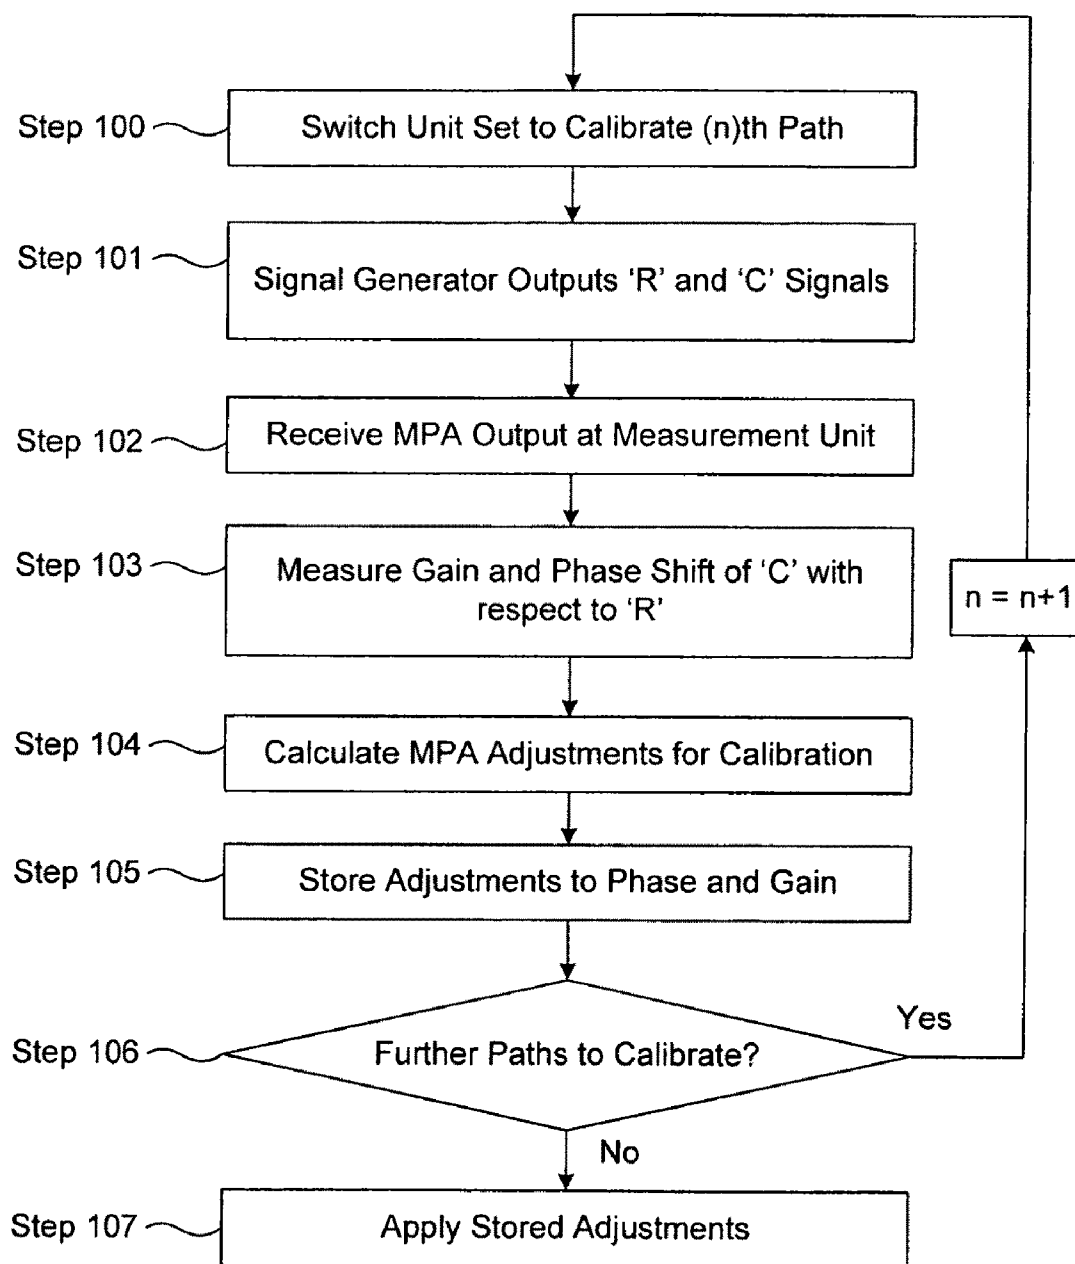 Step 100
Switch Unit Set to Calibrate (n)th Path
Step 101
Signal Generator Outputs ‘R’ and ‘C’ Signals
Step 102
Receive MPA Output at Measurement Unit
Step 103
Measure Gain and Phase Shift of ‘C’ with
respect to ‘R’
n = n+1
Step 104
Calculate MPA Adjustments for Calibration
Step 105
Store Adjustments to Phase and Gain
Yes
Step 106
Further Paths to Calibrate?
No
Step 107
Apply Stored Adjustments